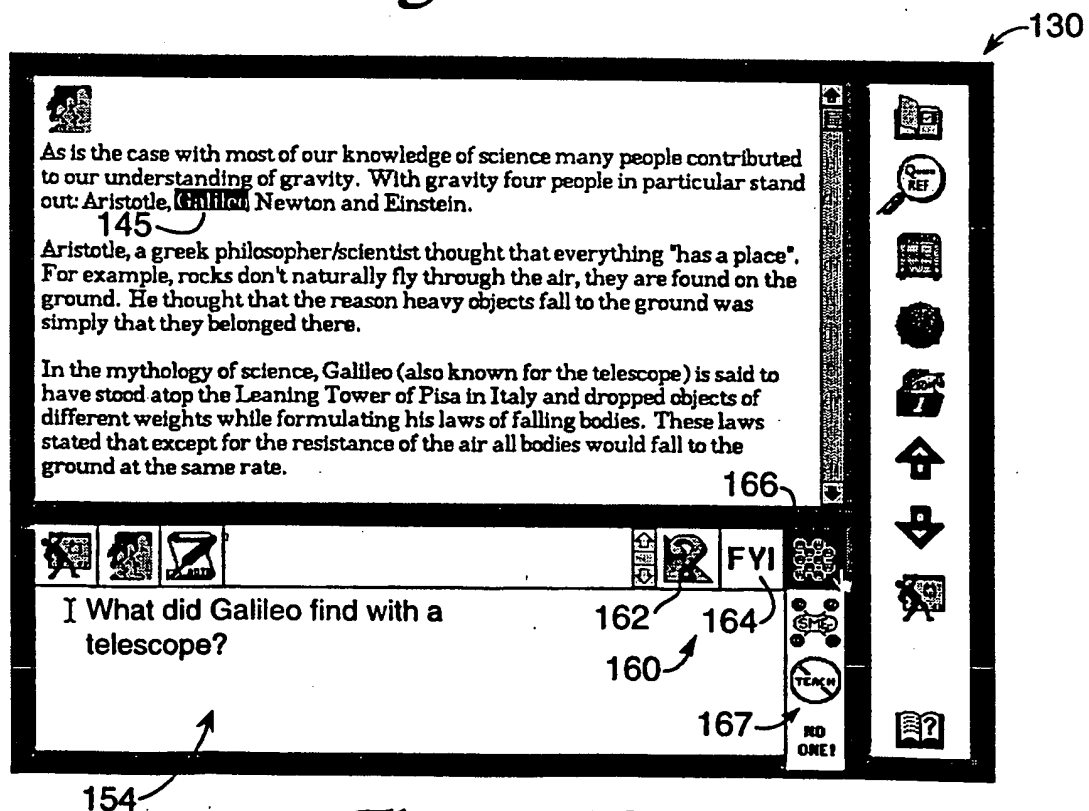 130
As is the case with most of our knowledge of science many people contributed
to our understanding of gravity. With gravity four people in particular stand
out: Aristotle, Galileo, Newton and Einstein.
145
Aristotle, a greek philosopher/scientist thought that everything "has a place".
For example, rocks don't naturally fly through the air, they are found on the
ground. He thought that the reason heavy objects fall to the ground was
simply that they belonged there.
In the mythology of science, Galileo (also known for the telescope) is said to
have stood atop the Leaning Tower of Pisa in Italy and dropped objects of
different weights while formulating his laws of falling bodies. These laws
stated that except for the resistance of the air all bodies would fall to the
ground at the same rate.
REF
166
NOTE
FYI
What did Galileo find with a
telescope?
162
164
160
SME
TEACH
167
NO
ONE!
?
154